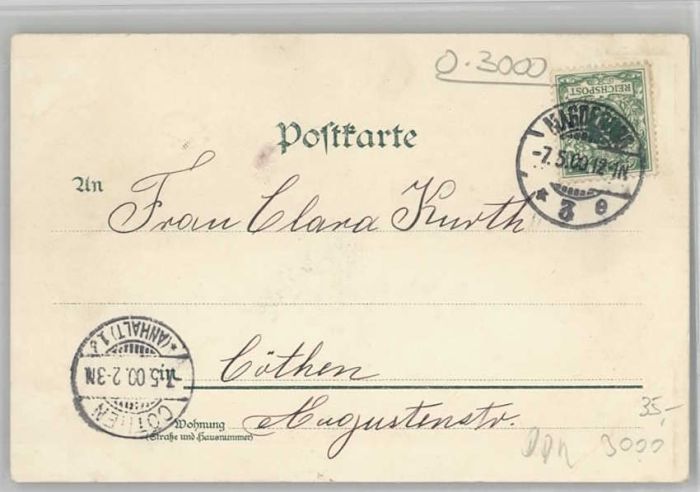 0.3000
REICHSPOST
Postkarte
MAGDEBURG
-7.5.00 12-1N
* 2 e
An
Frau Clara Kurth
Cöthen
Augustenstr.
Wohnung
(Straße und Hausnummer)
CÖTHEN
7.5.00.2-3N
*(ANHALT)1
35,-
3000